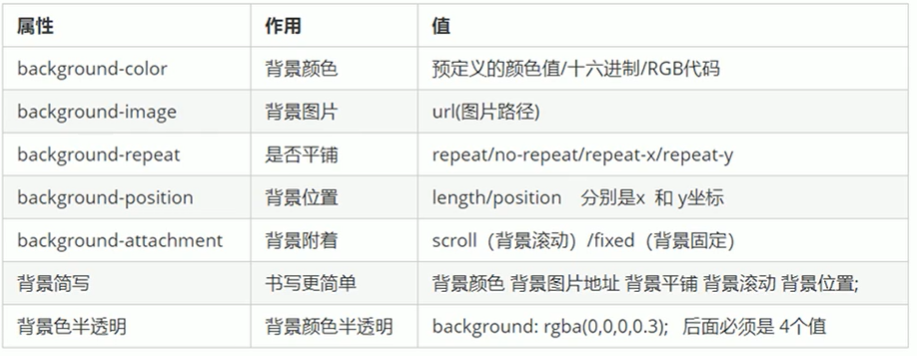 属性 作用 值
background-color 背景颜色 预定义的颜色值/十六进制/RGB代码
background-image 背景图片 url(图片路径)
background-repeat 是否平铺 repeat/no-repeat/repeat-x/repeat-y
background-position 背景位置 length/position 分别是x 和 y坐标
background-attachment 背景附着 scroll（背景滚动）/fixed（背景固定）
背景简写 书写更简单 背景颜色 背景图片地址 背景平铺 背景滚动 背景位置;
背景色半透明 背景颜色半透明 background: rgba(0,0,0,0.3); 后面必须是 4个值